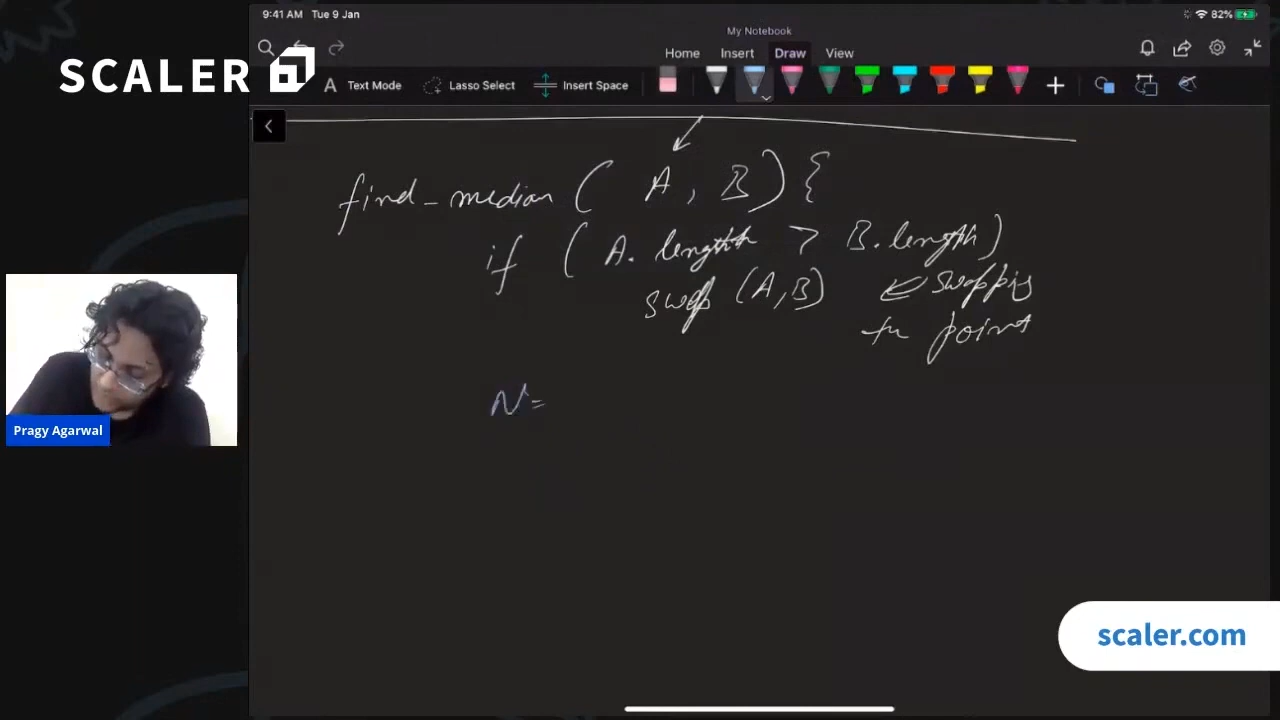 9:41 AM Tue 9 Jan
82%
My Notebook
Home Insert Draw View
SCALER
Text Mode Lasso Select Insert Space
find_median ( A, B) {
if ( A. length > B. length)
swap (A,B) ← swapping
the point
N =
Pragy Agarwal
scaler.com